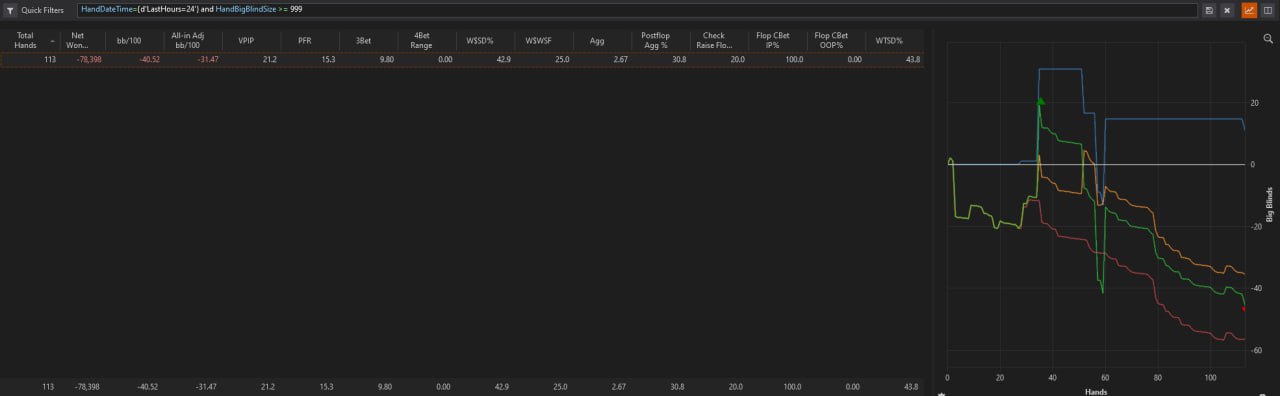 Quick Filters HandDateTime={d'LastHours=24'} and HandBigBlindSize >= 999
Total Hands Net Won... bb/100 All-in Adj bb/100 VPIP PFR 3Bet 4Bet Range W$SD% W$WSF Agg Postflop Agg % Check Raise Flo... Flop CBet IP% Flop CBet OOP% WTSD%
113 -78,398 -40.52 -31.47 21.2 15.3 9.80 0.00 42.9 25.0 2.67 30.8 20.0 100.0 0.00 43.8
113 -78,398 -40.52 -31.47 21.2 15.3 9.80 0.00 42.9 25.0 2.67 30.8 20.0 100.0 0.00 43.8
20
0
-20
-40
-60
Big Blinds
0 20 40 60 80 100
Hands